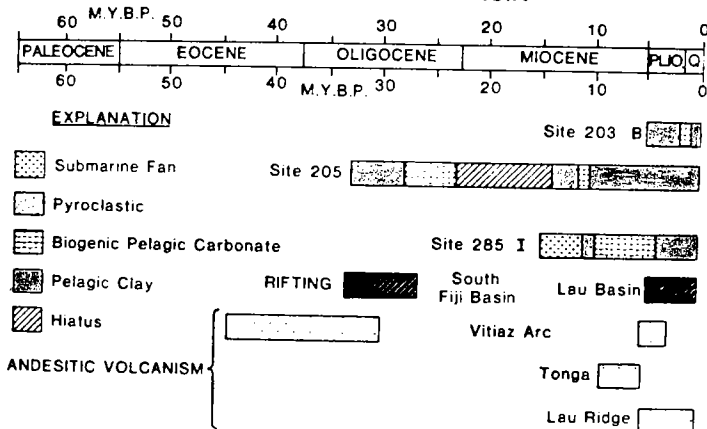 M.Y.B.P.
60 50 40 30 20 10 0
PALEOCENE EOCENE OLIGOCENE MIOCENE PLIO Q
60 50 40 M.Y.B.P. 30 20 10 0
EXPLANATION
Submarine Fan
Pyroclastic
Biogenic Pelagic Carbonate
Pelagic Clay
Hiatus
Site 203 B
Site 205
Site 285 I
RIFTING
South
Fiji Basin
Lau Basin
ANDESITIC VOLCANISM
Vitiaz Arc
Tonga
Lau Ridge